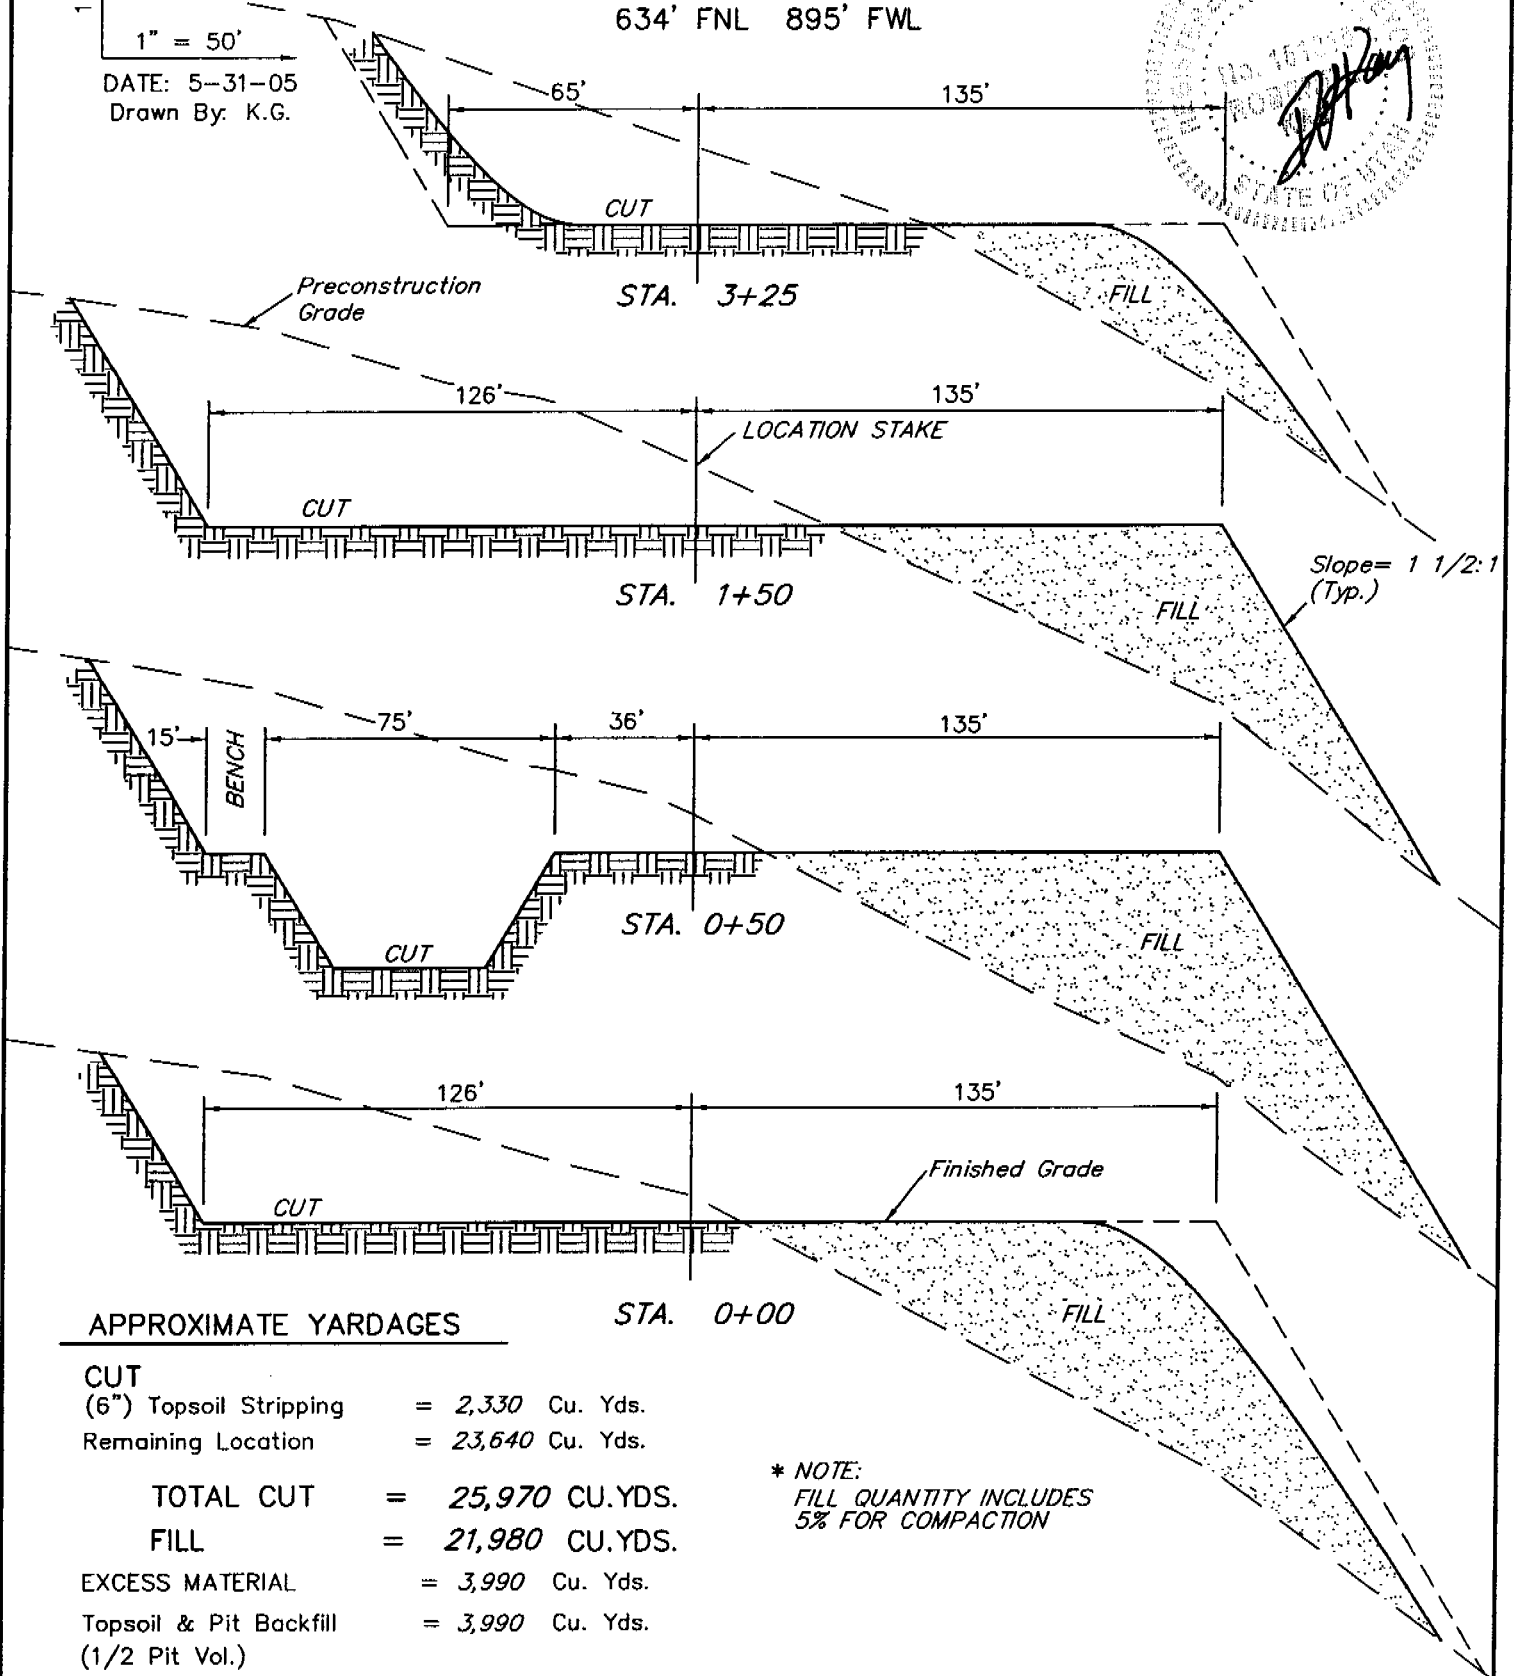 634' FNL 895' FWL
1" = 50'
DATE: 5-31-05
Drawn By: K.G.
STATE OF UTAH
65' 135'
CUT
FILL
STA. 3+25
Preconstruction
Grade
126' 135'
LOCATION STAKE
CUT
STA. 1+50
FILL
Slope= 1 1/2:1
(Typ.)
15' BENCH 75' 36' 135'
CUT
STA. 0+50
FILL
126' 135'
Finished Grade
CUT
STA. 0+00
FILL
APPROXIMATE YARDAGES
CUT
(6") Topsoil Stripping = 2,330 Cu. Yds.
Remaining Location = 23,640 Cu. Yds.
TOTAL CUT = 25,970 CU.YDS.
FILL = 21,980 CU.YDS.
EXCESS MATERIAL = 3,990 Cu. Yds.
Topsoil & Pit Backfill = 3,990 Cu. Yds.
(1/2 Pit Vol.)
* NOTE:
FILL QUANTITY INCLUDES
5% FOR COMPACTION